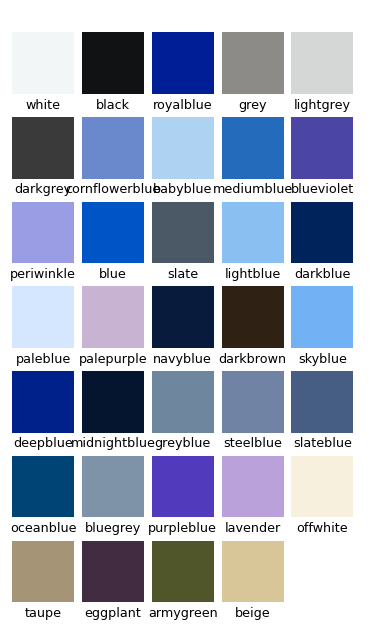 white black royalblue grey lightgrey
darkgrey cornflowerblue babyblue mediumblue blueviolet
periwinkle blue slate lightblue darkblue
paleblue palepurple navyblue darkbrown skyblue
deepblue midnightblue greyblue steelblue slateblue
oceanblue bluegrey purpleblue lavender offwhite
taupe eggplant armygreen beige